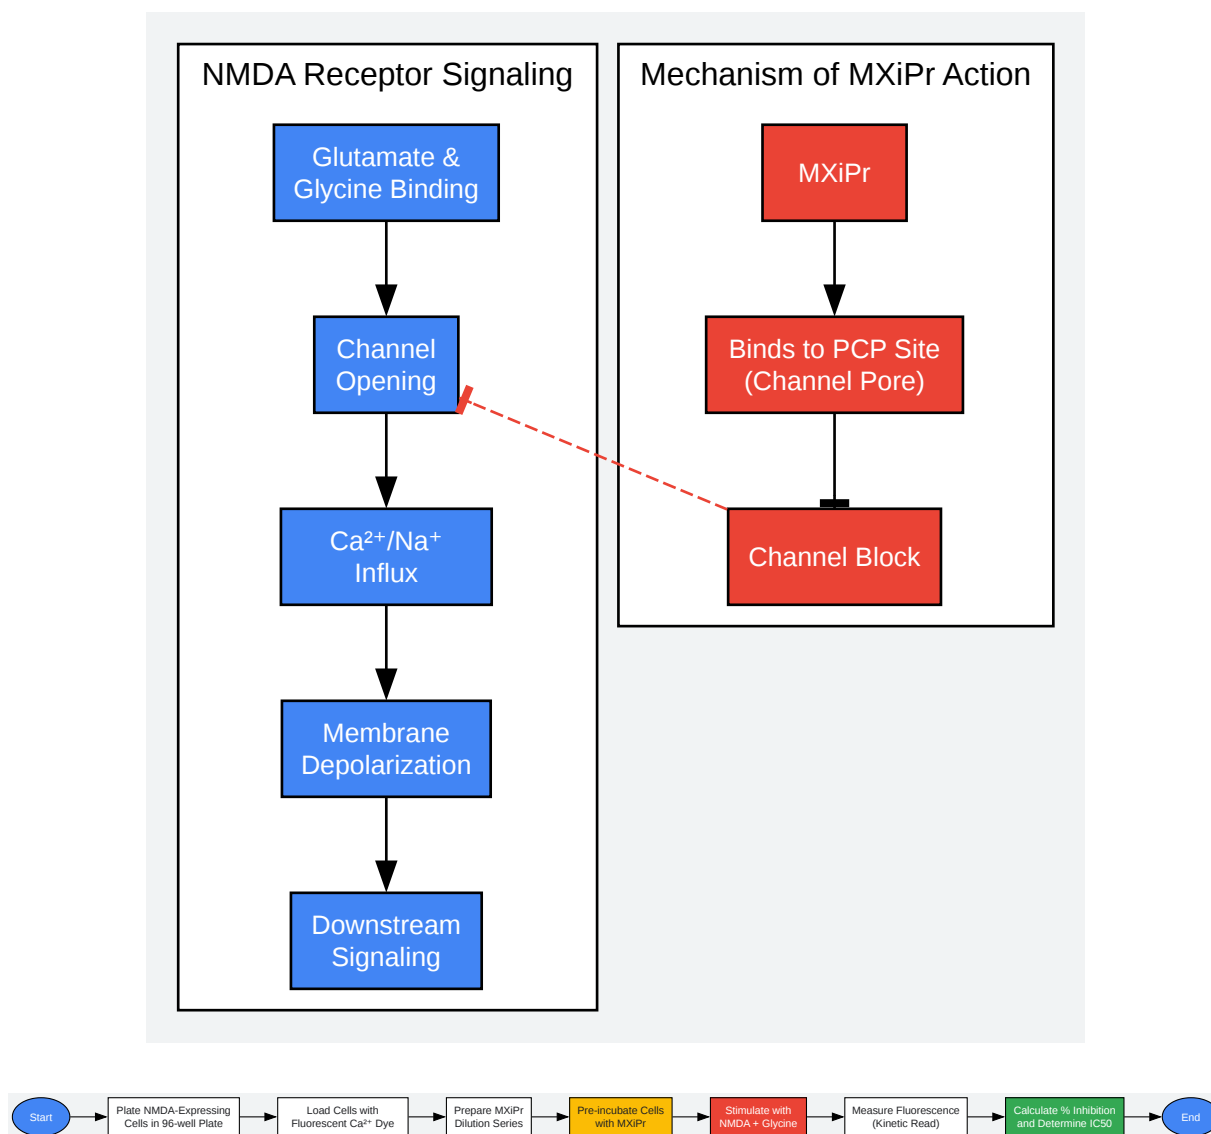 NMDA Receptor Signaling
Glutamate &
Glycine Binding
Channel
Opening
Ca²⁺/Na⁺
Influx
Membrane
Depolarization
Downstream
Signaling
Mechanism of MXiPr Action
MXiPr
Binds to PCP Site
(Channel Pore)
Channel Block
Start
Plate NMDA-Expressing
Cells in 96-well Plate
Load Cells with
Fluorescent Ca²⁺ Dye
Prepare MXiPr
Dilution Series
Pre-incubate Cells
with MXiPr
Stimulate with
NMDA + Glycine
Measure Fluorescence
(Kinetic Read)
Calculate % Inhibition
and Determine IC50
End